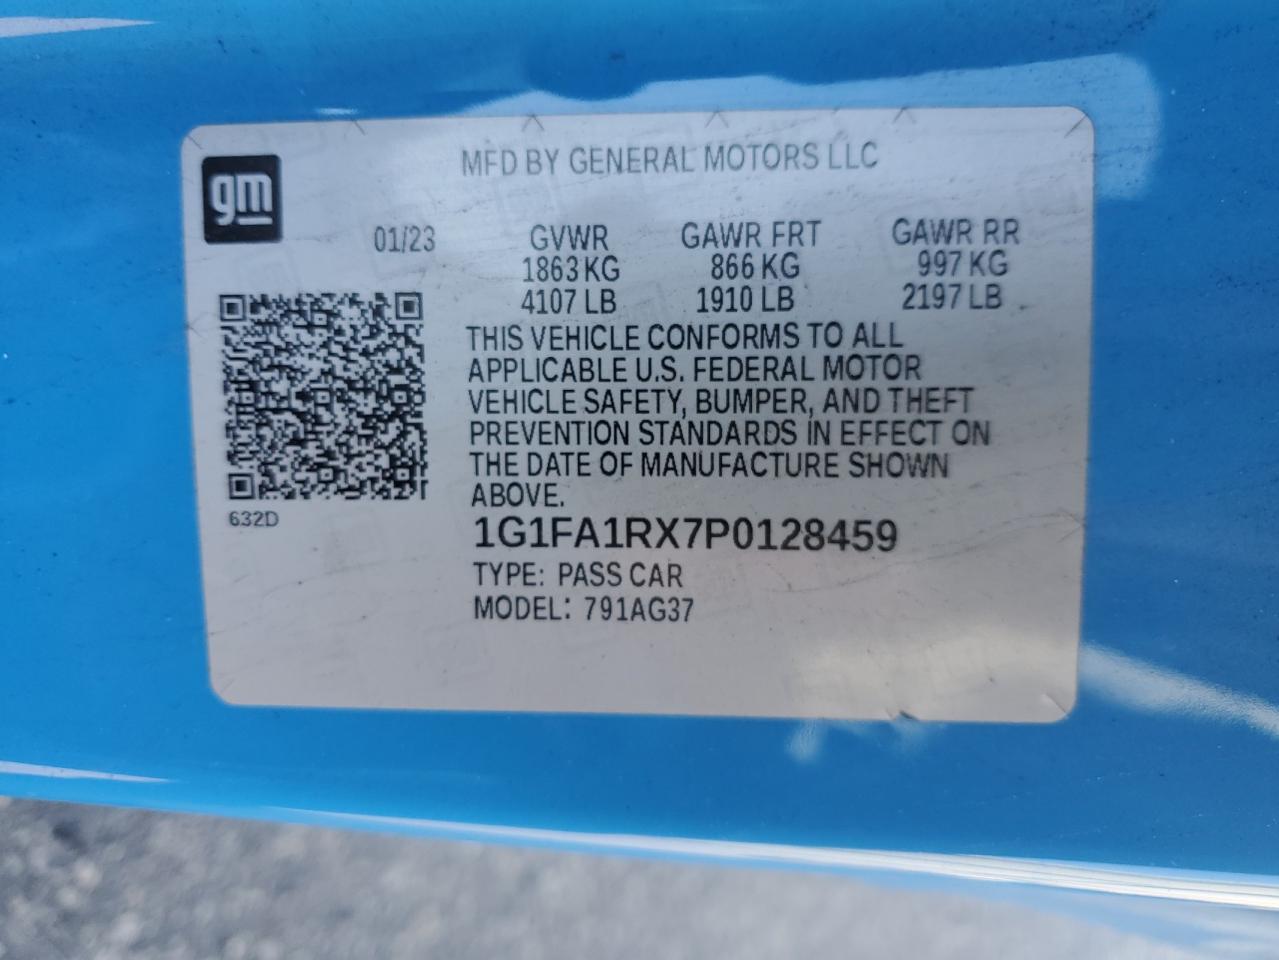 MFD BY GENERAL MOTORS LLC
gm
01/23 GVWR GAWR FRT GAWR RR
1863 KG 866 KG 997 KG
4107 LB 1910 LB 2197 LB
THIS VEHICLE CONFORMS TO ALL
APPLICABLE U.S. FEDERAL MOTOR
VEHICLE SAFETY, BUMPER, AND THEFT
PREVENTION STANDARDS IN EFFECT ON
THE DATE OF MANUFACTURE SHOWN
ABOVE.
632D
1G1FA1RX7P0128459
TYPE: PASS CAR
MODEL: 791AG37